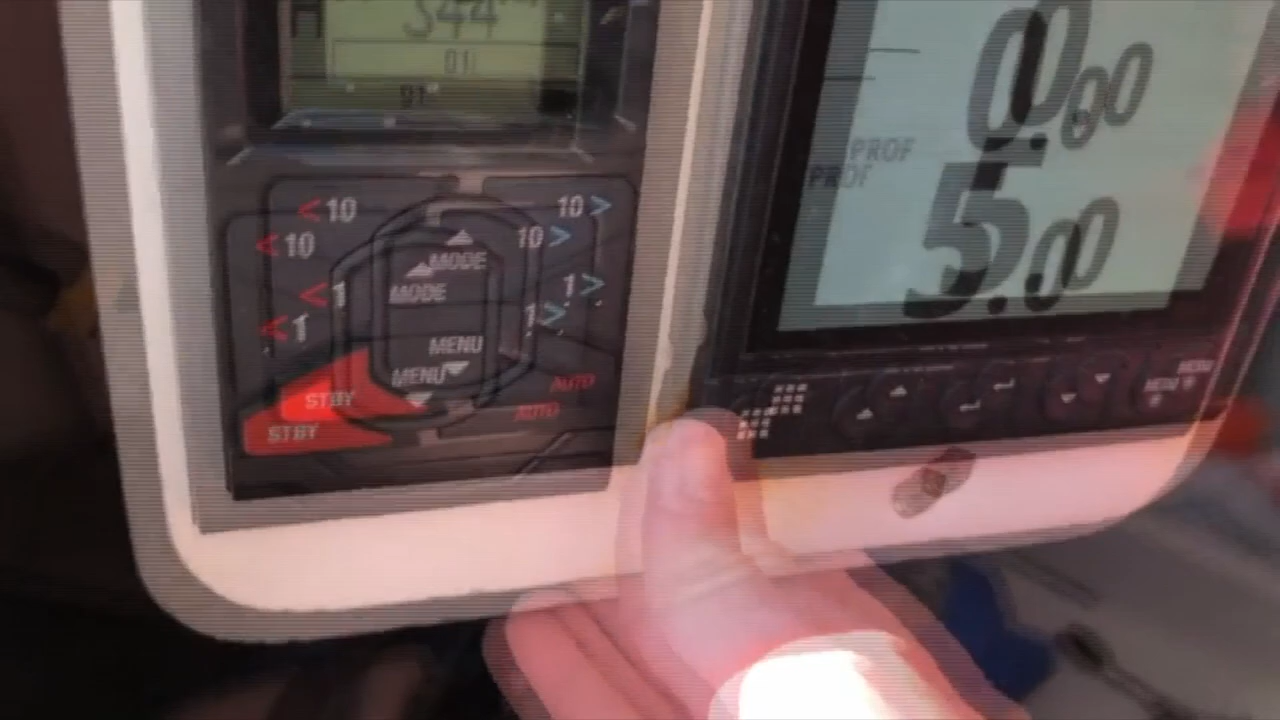 344
01
0.00
PROF
PROF
5.00
< 10
10 >
< 10
10 >
MODE
MODE
< 1
1 >
< 1
1 >
MENU
MENU
STBY
AUTO
STBY
AUTO
MENU
MENU